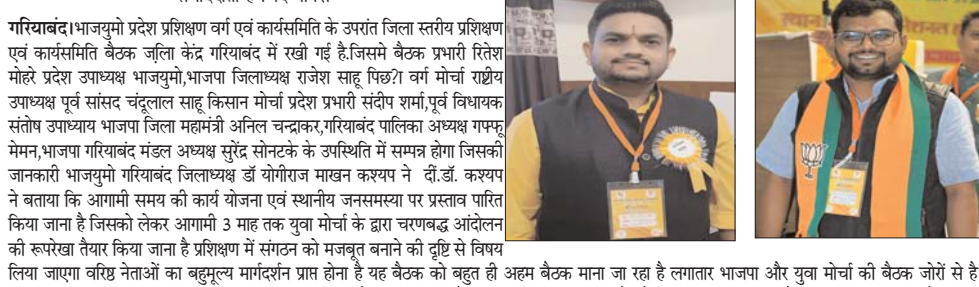 गरियाबंद।भाजयुमो प्रदेश प्रशिक्षण वर्ग एवं कार्यसमिति के उपरांत जिला स्तरीय प्रशिक्षण
एवं कार्यसमिति बैठक जि़ला केंद्र गरियाबंद में रखी गई है.जिसमे बैठक प्रभारी रितेश
मोहरे प्रदेश उपाध्यक्ष भाजयुमो,भाजपा जिलाध्यक्ष राजेश साहू पिछ?ा वर्ग मोर्चा राष्ट्रीय
उपाध्यक्ष पूर्व सांसद चंदूलाल साहू किसान मोर्चा प्रदेश प्रभारी संदीप शर्मा,पूर्व विधायक
संतोष उपाध्याय भाजपा जिला महामंत्री अनिल चन्द्राकर,गरियाबंद पालिका अध्यक्ष गफ्फू
मेमन,भाजपा गरियाबंद मंडल अध्यक्ष सुरेंद्र सोनटके के उपस्थिति में सम्पन्न होगा जिसकी
जानकारी भाजयुमो गरियाबंद जिलाध्यक्ष डॉ योगीराज माखन कश्यप ने दीं.डॉ. कश्यप
ने बताया कि आगामी समय की कार्य योजना एवं स्थानीय जनसमस्या पर प्रस्ताव पारित
किया जाना है जिसको लेकर आगामी 3 माह तक युवा मोर्चा के द्वारा चरणबद्ध आंदोलन
की रूपरेखा तैयार किया जाना है प्रशिक्षण में संगठन को मजबूत बनाने की दृष्टि से विषय
लिया जाएगा वरिष्ठ नेताओं का बहुमूल्य मार्गदर्शन प्राप्त होना है यह बैठक को बहुत ही अहम बैठक माना जा रहा है लगातार भाजपा और युवा मोर्चा की बैठक जोरों से है